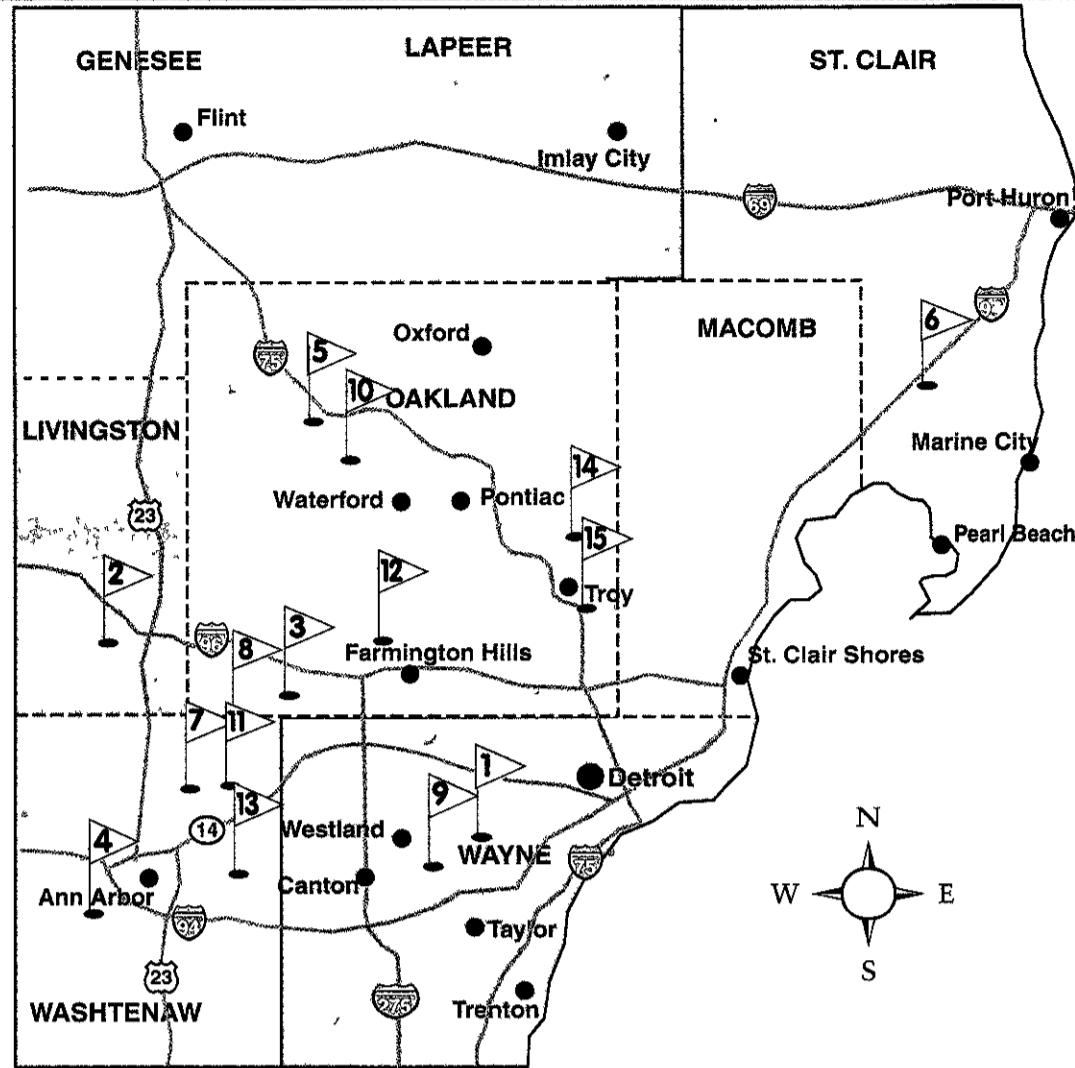 GENESEE
LAPEER
ST. CLAIR
Flint
Imlay City
69
Port Huron
6
MACOMB
Oxford
5
75
10
OAKLAND
LIVINGSTON
Marine City
14
Waterford
Pontiac
23
15
Pearl Beach
12
2
Troy
3
96
8
Farmington Hills
St. Clair Shores
7
11
1
Detroit
9
13
14
Westland
4
WAYNE
75
Ann Arbor
Canton
N
W
E
S
94
Taylor
23
275
Trenton
WASHTENAW